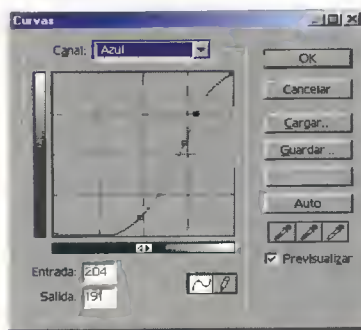 Curvas
Canal: Azul
OK
Cancelar
Cargar..
Guardar...
Auto
Previsualizar
Entrada: 204
Salida: 191